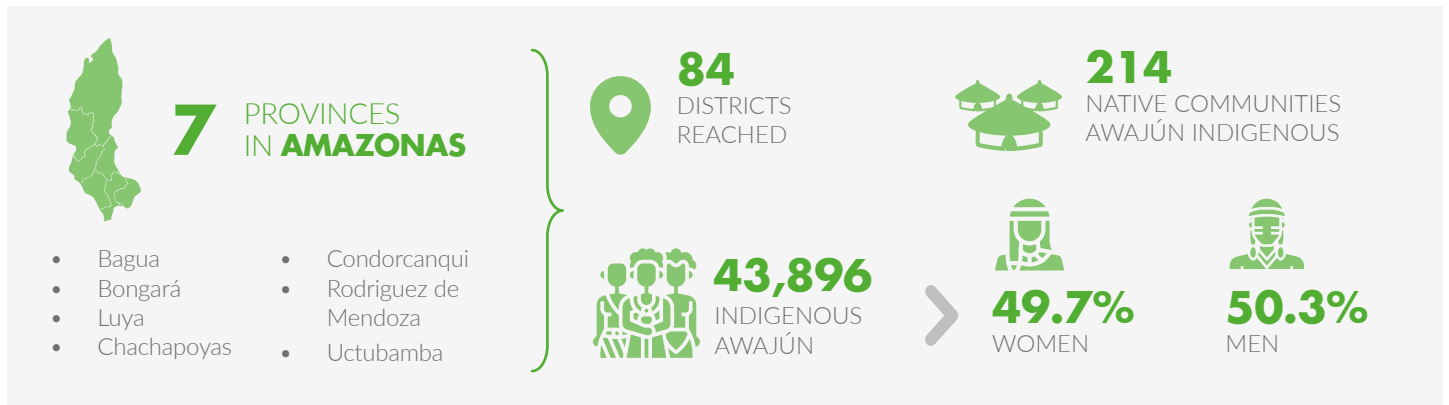 7
PROVINCES
IN AMAZONAS
• Bagua
• Bongará
• Luya
• Chachapoyas
• Condorcanqui
• Rodriguez de
Mendoza
• Uctubamba
84
DISTRICTS
REACHED
214
NATIVE COMMUNITIES
AWAJÚN INDIGENOUS
43,896
INDIGENOUS
AWAJÚN
49.7%
WOMEN
50.3%
MEN